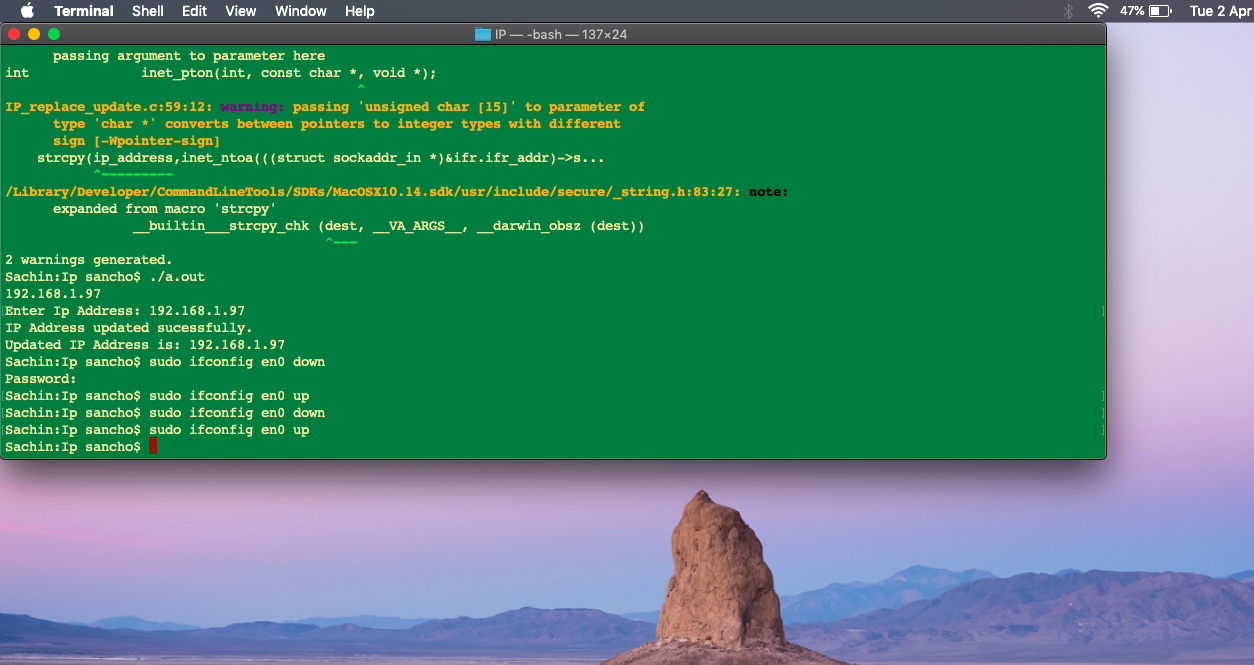 Terminal Shell Edit View Window Help 47% Tue 2 Apr
IP — -bash — 137×24
passing argument to parameter here
int inet_pton(int, const char *, void *);
^
IP_replace_update.c:59:12: warning: passing 'unsigned char [15]' to parameter of
type 'char *' converts between pointers to integer types with different
sign [-Wpointer-sign]
strcpy(ip_address,inet_ntoa(((struct sockaddr_in *)&ifr.ifr_addr)->s...
^~~~~~~~~~
/Library/Developer/CommandLineTools/SDKs/MacOSX10.14.sdk/usr/include/secure/_string.h:83:27: note:
expanded from macro 'strcpy'
__builtin___strcpy_chk (dest, __VA_ARGS__, __darwin_obsz (dest))
^~~~
2 warnings generated.
Sachin:Ip sancho$ ./a.out
192.168.1.97
[Enter Ip Address: 192.168.1.97 ]
IP Address updated sucessfully.
Updated IP Address is: 192.168.1.97
Sachin:Ip sancho$ sudo ifconfig en0 down
Password:
[Sachin:Ip sancho$ sudo ifconfig en0 up ]
[Sachin:Ip sancho$ sudo ifconfig en0 down ]
[Sachin:Ip sancho$ sudo ifconfig en0 up ]
Sachin:Ip sancho$